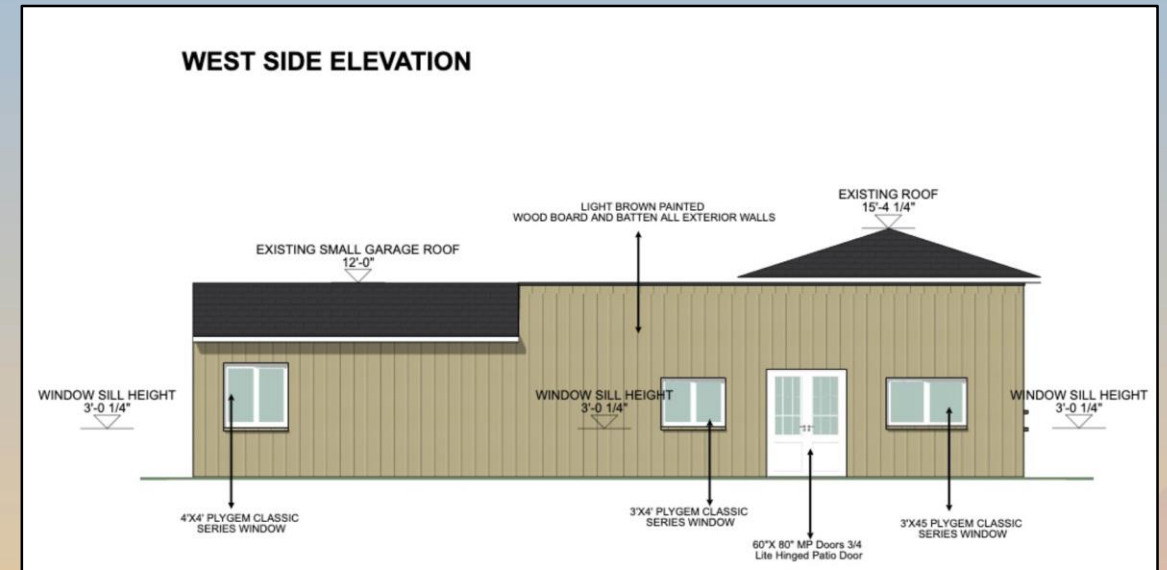 WEST SIDE ELEVATION
EXISTING ROOF
15'-4 1/4"
LIGHT BROWN PAINTED
WOOD BOARD AND BATTEN ALL EXTERIOR WALLS
EXISTING SMALL GARAGE ROOF
12'-0"
WINDOW SILL HEIGHT
3'-0 1/4"
WINDOW SILL HEIGHT
3'-0 1/4"
WINDOW SILL HEIGHT
3'-0 1/4"
4'X4' PLYGEM CLASSIC
SERIES WINDOW
3'X4' PLYGEM CLASSIC
SERIES WINDOW
60"X 80" MP Doors 3/4
Lite Hinged Patio Door
3'X45 PLYGEM CLASSIC
SERIES WINDOW